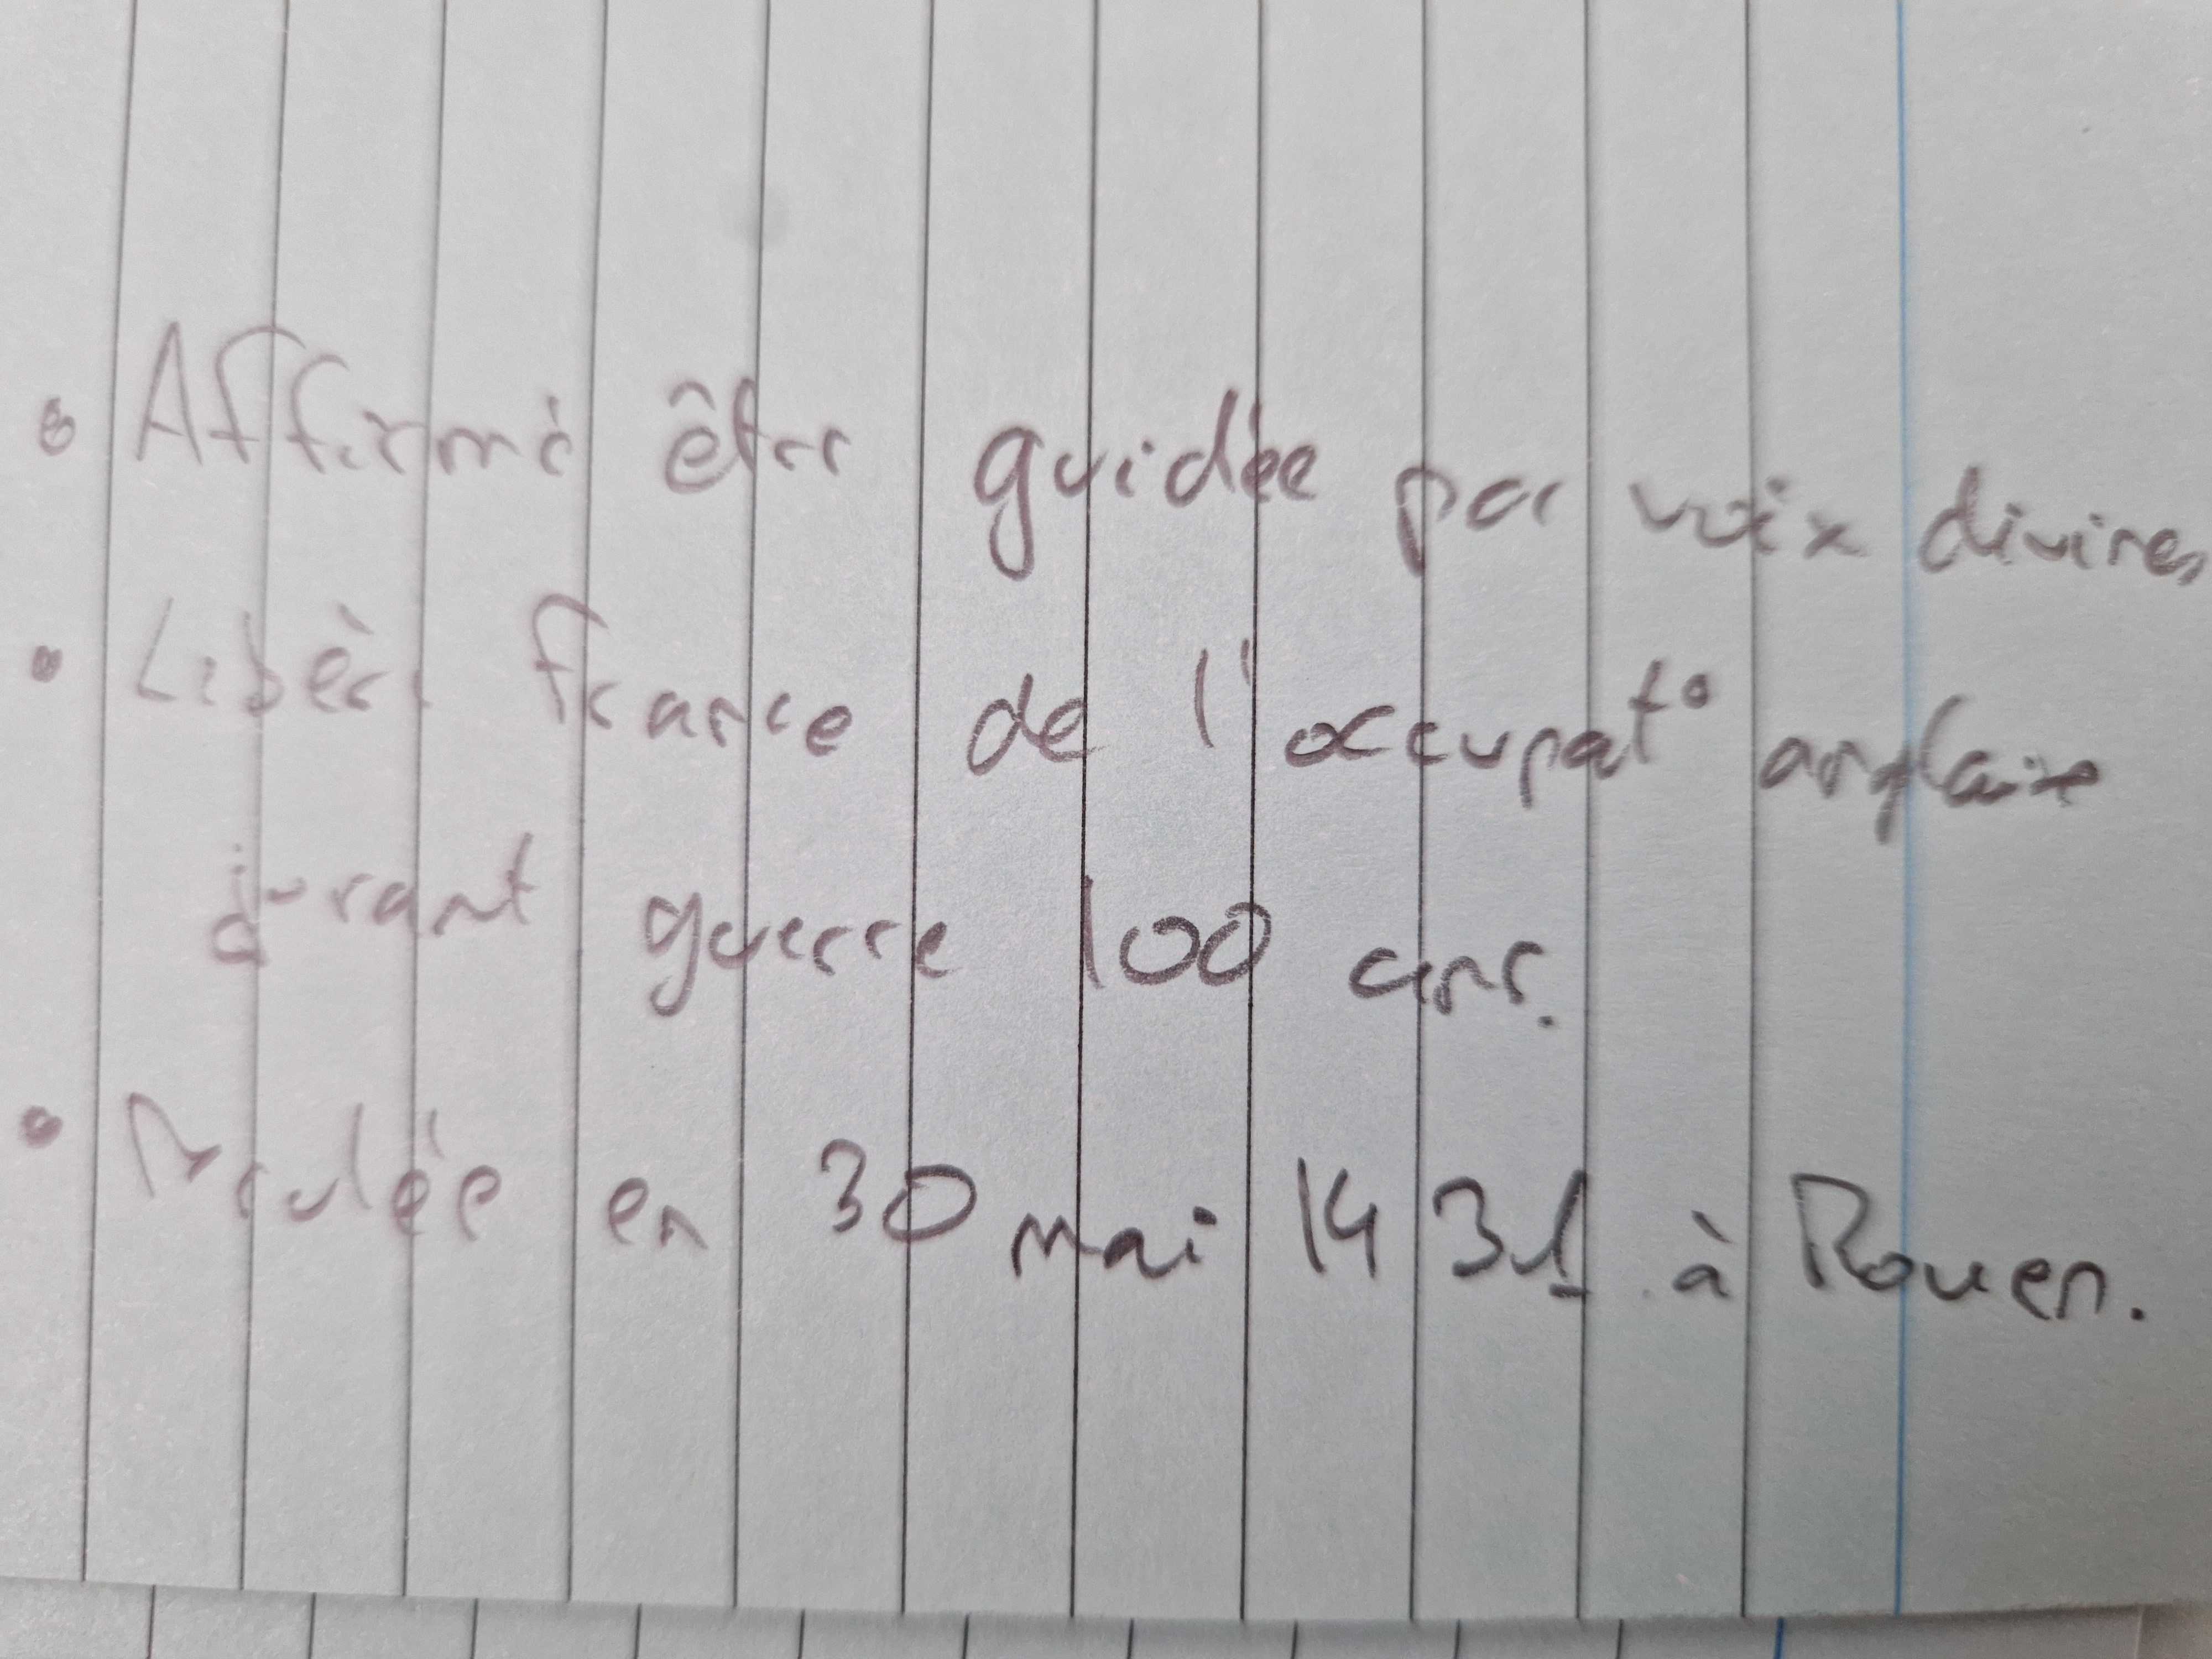 • Affirmé être guidée par voix divines
• Libère France de l'occupat° anglaise
durant guerre 100 ans.
• Brulée en 30 mai 1431 à Rouen.